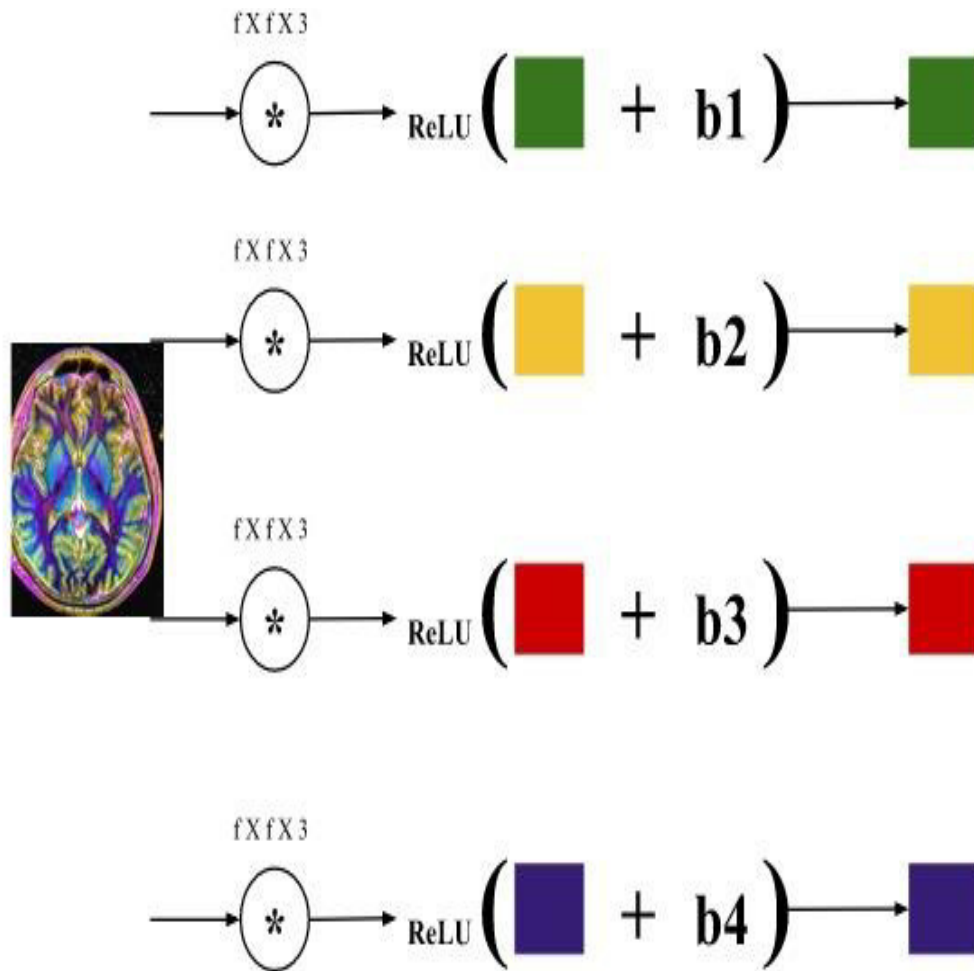 f X f X 3
* ReLU ( + b1 )
f X f X 3
* ReLU ( + b2 )
f X f X 3
* ReLU ( + b3 )
f X f X 3
* ReLU ( + b4 )